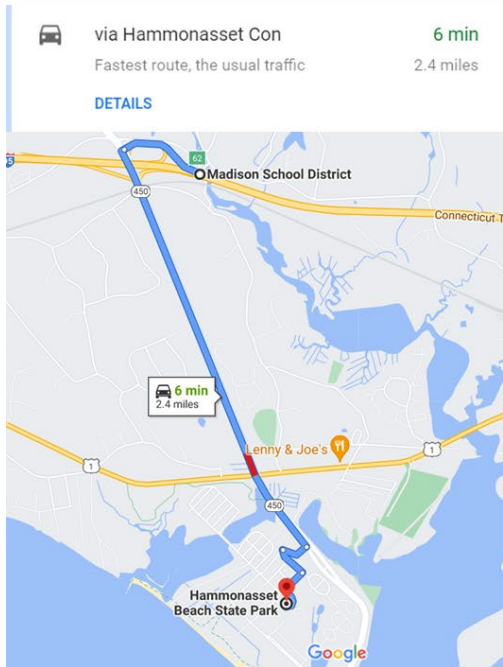 via Hammonasset Con
6 min
Fastest route, the usual traffic
2.4 miles
DETAILS
62
95
Madison School District
450
Connecticut T
6 min
2.4 miles
Lenny & Joe's
1
1
450
Hammonasset
Beach State Park
Google